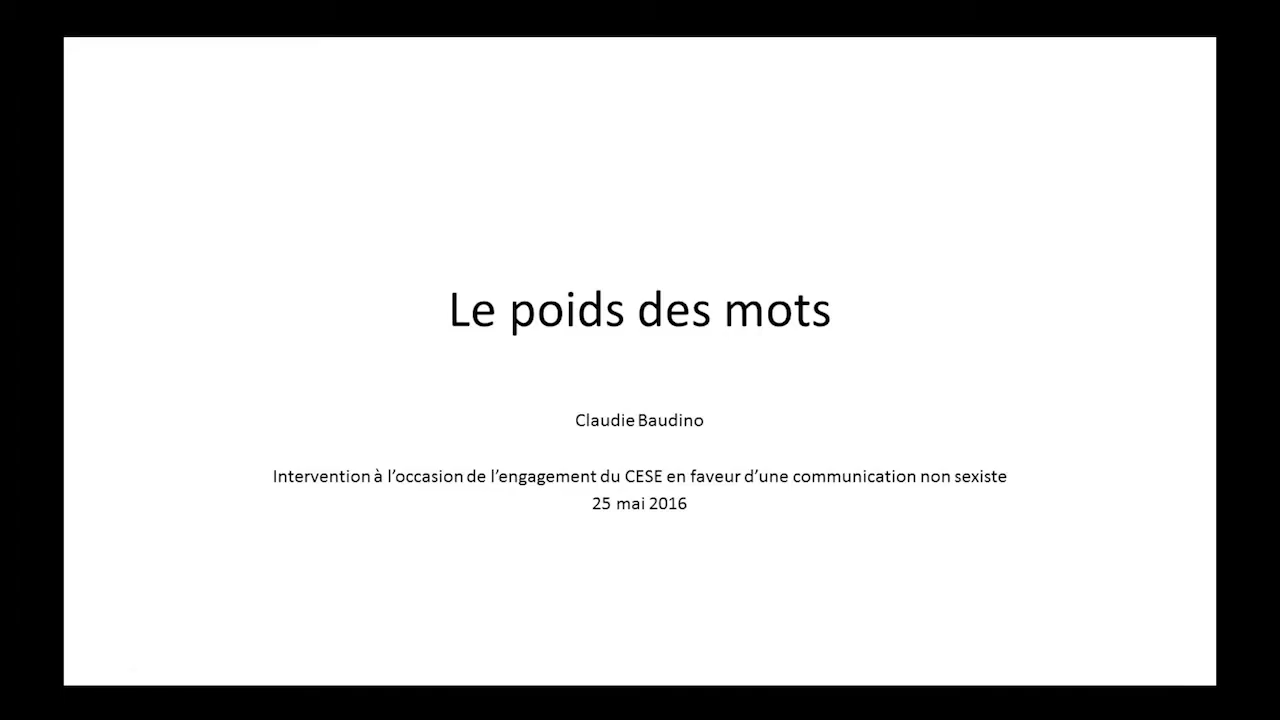 Le poids des mots
Claudie Baudino
Intervention à l’occasion de l’engagement du CESE en faveur d’une communication non sexiste
25 mai 2016